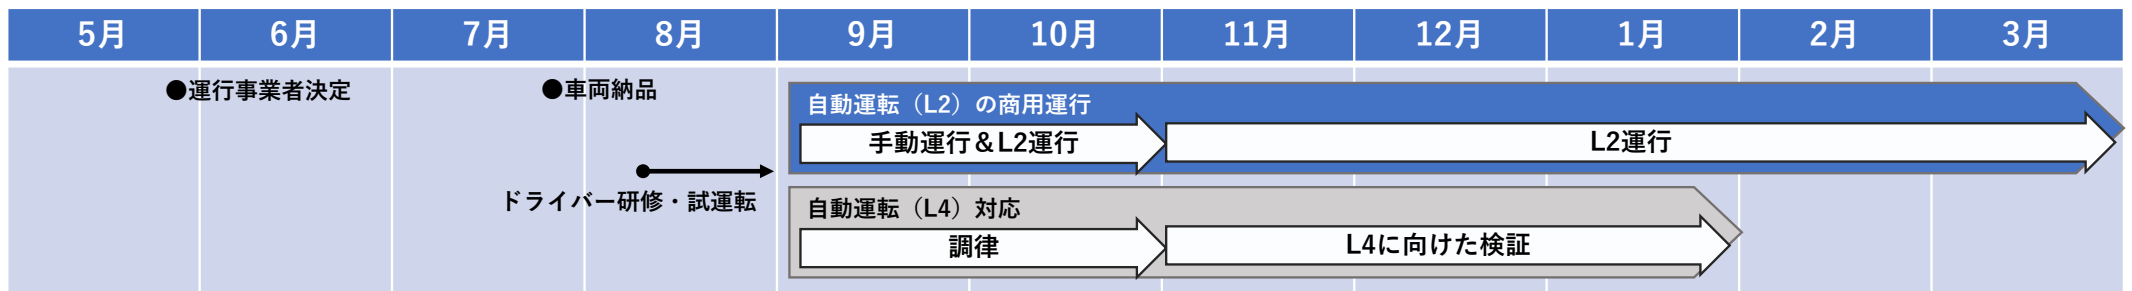 5月 6月 7月 8月 9月 10月 11月 12月 1月 2月 3月
●運行事業者決定
●車両納品
ドライバー研修・試運転
自動運転（L2）の商用運行
手動運行＆L2運行
L2運行
自動運転（L4）対応
調律
L4に向けた検証